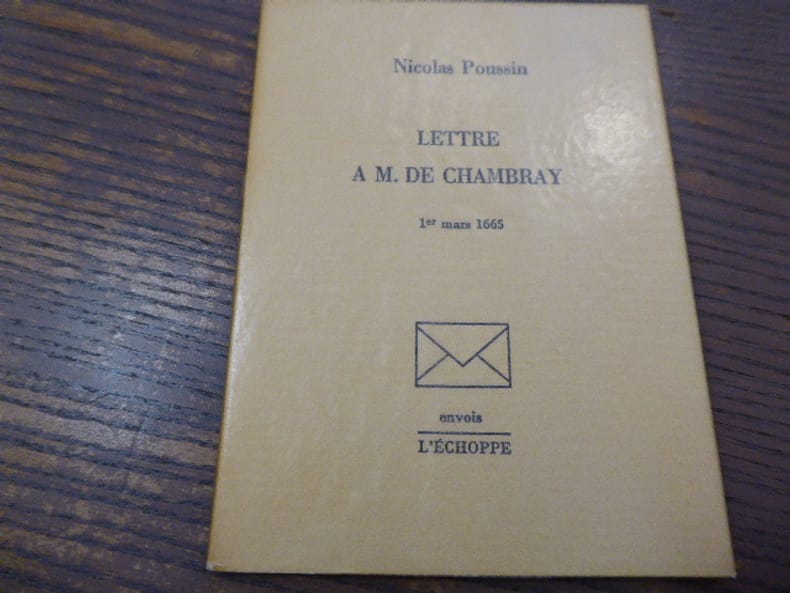 Nicolas Poussin
LETTRE
A M. DE CHAMBRAY
1er mars 1665
envois
L'ÉCHOPPE